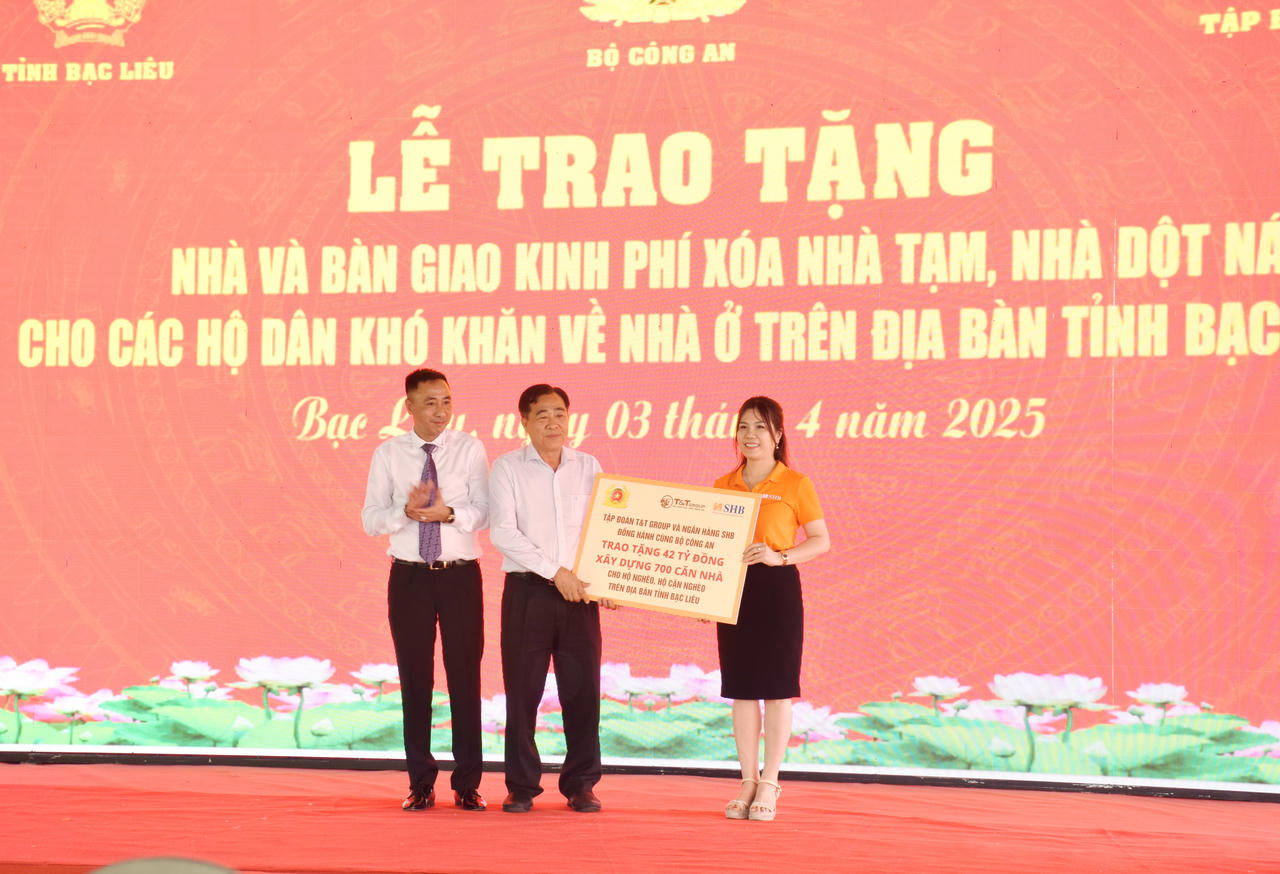 TỈNH BẠC LIÊU
BỘ CÔNG AN
TẬP
LỄ TRAO TẶNG
NHÀ VÀ BÀN GIAO KINH PHÍ XÓA NHÀ TẠM, NHÀ DỘT NÁ
CHO CÁC HỘ DÂN KHÓ KHĂN VỀ NHÀ Ở TRÊN ĐỊA BÀN TỈNH BẠC
Bạc Liêu, ngày 03 tháng 4 năm 2025
T&T GROUP
SHB
TẬP ĐOÀN T&T GROUP VÀ NGÂN HÀNG SHB
ĐỒNG HÀNH CÙNG BỘ CÔNG AN
TRAO TẶNG 42 TỶ ĐỒNG
XÂY DỰNG 700 CĂN NHÀ
CHO HỘ NGHÈO, HỘ CẬN NGHÈO
TRÊN ĐỊA BÀN TỈNH BẠC LIÊU
SHB